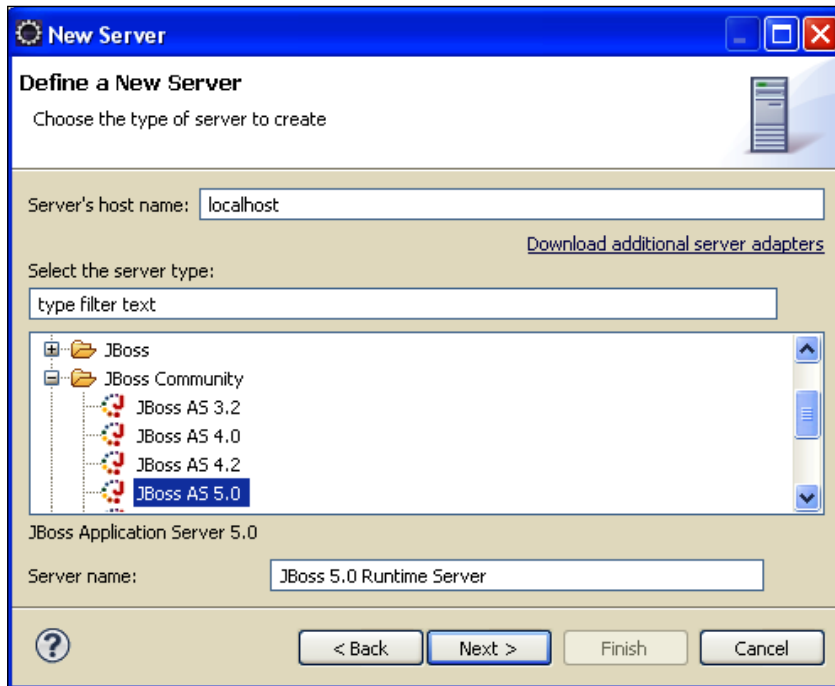 New Server
Define a New Server
Choose the type of server to create
Server's host name: localhost
Download additional server adapters
Select the server type:
type filter text
JBoss
JBoss Community
JBoss AS 3.2
JBoss AS 4.0
JBoss AS 4.2
JBoss AS 5.0
JBoss Application Server 5.0
Server name: JBoss 5.0 Runtime Server
? < Back Next > Finish Cancel